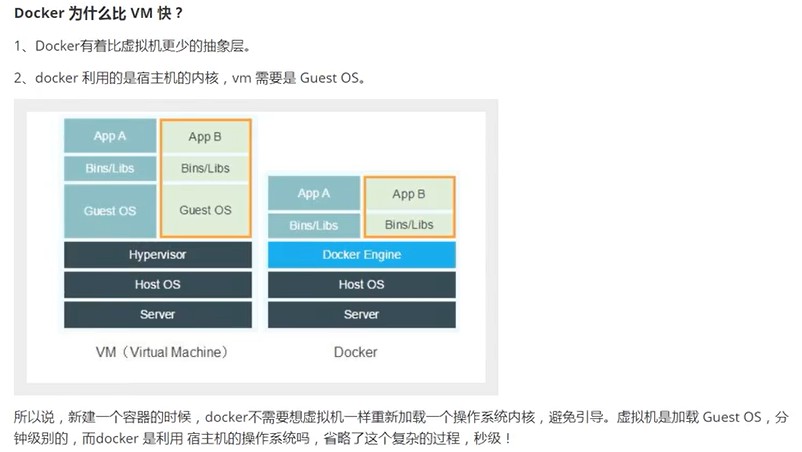 Docker 为什么比 VM 快？
1、Docker有着比虚拟机更少的抽象层。
2、docker 利用的是宿主机的内核，vm 需要是 Guest OS。
App A
App B
Bins/Libs
Bins/Libs
Guest OS
Guest OS
Hypervisor
Host OS
Server
VM（Virtual Machine）
App A
App B
Bins/Libs
Bins/Libs
Docker Engine
Host OS
Server
Docker
所以说，新建一个容器的时候，docker不需要想虚拟机一样重新加载一个操作系统内核，避免引导。虚拟机是加载 Guest OS，分
钟级别的，而docker 是利用 宿主机的操作系统吗，省略了这个复杂的过程，秒级！